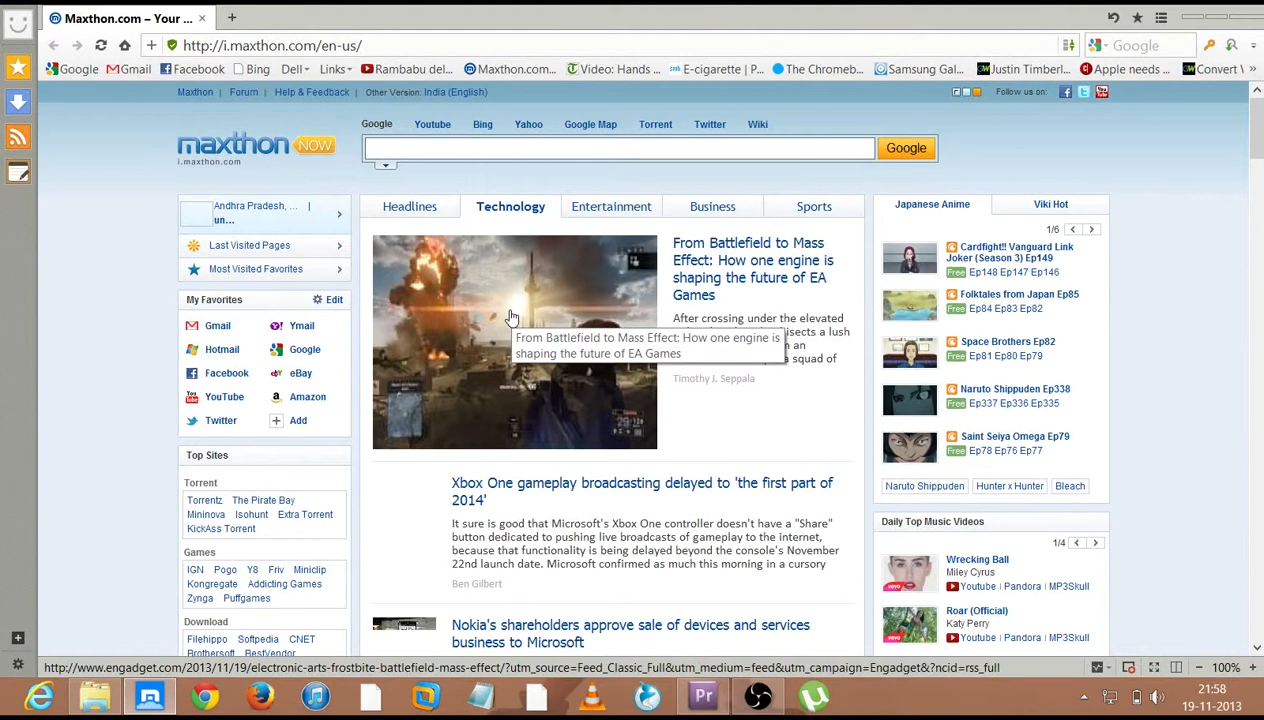 Maxthon.com – Your ...
http://i.maxthon.com/en-us/
Google
Google
Gmail
Facebook
Bing
Dell
Links
Rambabu del...
Maxthon.com...
Video: Hands ...
E-cigarette | P...
The Chromeb...
Samsung Gal...
Justin Timberl...
Apple needs ...
Convert
Maxthon | Forum | Help & Feedback | Other Version: India (English)
Follow us on:
Google Youtube Bing Yahoo Google Map Torrent Twitter Wiki
maxthon NOW
i.maxthon.com
Google
Andhra Pradesh, ... |
un...
Last Visited Pages
Most Visited Favorites
My Favorites
Edit
Gmail
Ymail
Hotmail
Google
Facebook
eBay
YouTube
Amazon
Twitter
Add
Top Sites
Torrent
Torrentz The Pirate Bay
Mininova Isohunt Extra Torrent
KickAss Torrent
Games
IGN Pogo Y8 Friv Miniclip
Kongregate Addicting Games
Zynga Puffgames
Download
Filehippo Softpedia CNET
Brothersoft BestVendor
Headlines Technology Entertainment Business Sports
From Battlefield to Mass
Effect: How one engine is
shaping the future of EA
Games
After crossing under the elevated
isects a lush
an
a squad of
Timothy J. Seppala
From Battlefield to Mass Effect: How one engine is
shaping the future of EA Games
Xbox One gameplay broadcasting delayed to 'the first part of
2014'
It sure is good that Microsoft's Xbox One controller doesn't have a "Share"
button dedicated to pushing live broadcasts of gameplay to the internet,
because that functionality is being delayed beyond the console's November
22nd launch date. Microsoft confirmed as much this morning in a cursory
Ben Gilbert
Nokia's shareholders approve sale of devices and services
business to Microsoft
Japanese Anime
Viki Hot
1/6
Cardfight!! Vanguard Link
Joker (Season 3) Ep149
Free Ep148 Ep147 Ep146
Folktales from Japan Ep85
Free Ep84 Ep83 Ep82
Space Brothers Ep82
Free Ep81 Ep80 Ep79
Naruto Shippuden Ep338
Free Ep337 Ep336 Ep335
Saint Seiya Omega Ep79
Free Ep78 Ep76 Ep77
Naruto Shippuden Hunter x Hunter Bleach
Daily Top Music Videos
1/4
Wrecking Ball
Miley Cyrus
Youtube | Pandora | MP3Skull
Roar (Official)
Katy Perry
Youtube | Pandora | MP3Skull
http://www.engadget.com/2013/11/19/electronic-arts-frostbite-battlefield-mass-effect/?utm_source=Feed_Classic_Full&utm_medium=feed&utm_campaign=Engadget&?ncid=rss_full
100%
Pr
21:58
19-11-2013